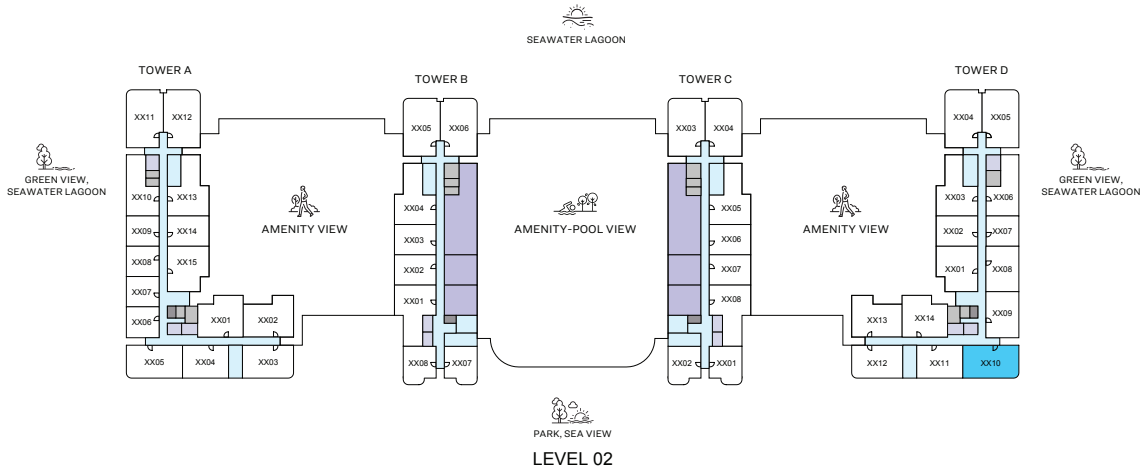 SEAWATER LAGOON
TOWER A
TOWER B
TOWER C
TOWER D
XX11
XX12
XX05
XX06
XX03
XX04
XX04
XX05
GREEN VIEW,
SEAWATER LAGOON
GREEN VIEW,
SEAWATER LAGOON
XX10
XX13
XX09
XX14
XX08
XX15
XX07
XX06
XX01
XX02
XX05
XX04
XX03
AMENITY VIEW
XX04
XX03
XX02
XX01
XX08
XX07
AMENITY-POOL VIEW
XX05
XX06
XX07
XX08
XX02
XX01
AMENITY VIEW
XX03
XX06
XX02
XX07
XX01
XX08
XX09
XX13
XX14
XX12
XX11
XX10
PARK, SEA VIEW
LEVEL 02